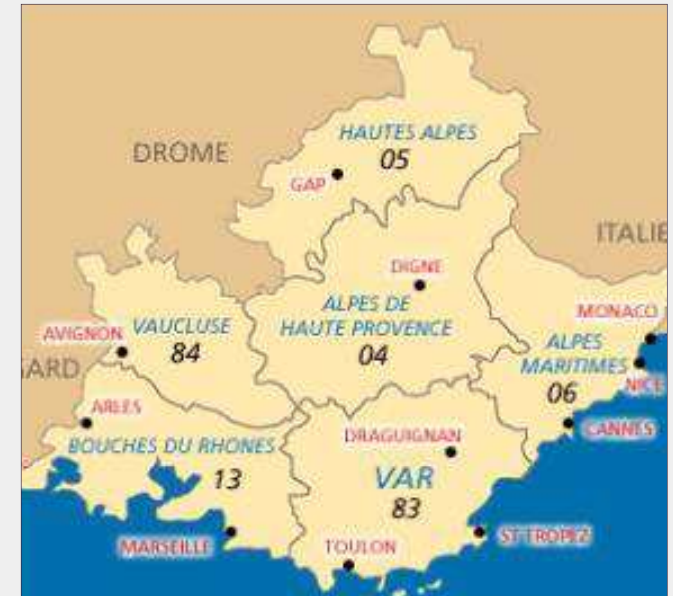 HAUTES ALPES
05
DROME
GAP
ITALIE
DIGNE
MONACO
ALPES DE
HAUTE PROVENCE
04
AVIGNON
VAUCLUSE
84
ALPES
MARITIMES
06
NICE
GARD
ARLES
CANNES
BOUCHES DU RHONES
13
DRAGUIGNAN
VAR
83
MARSEILLE
TOULON
ST TROPEZ